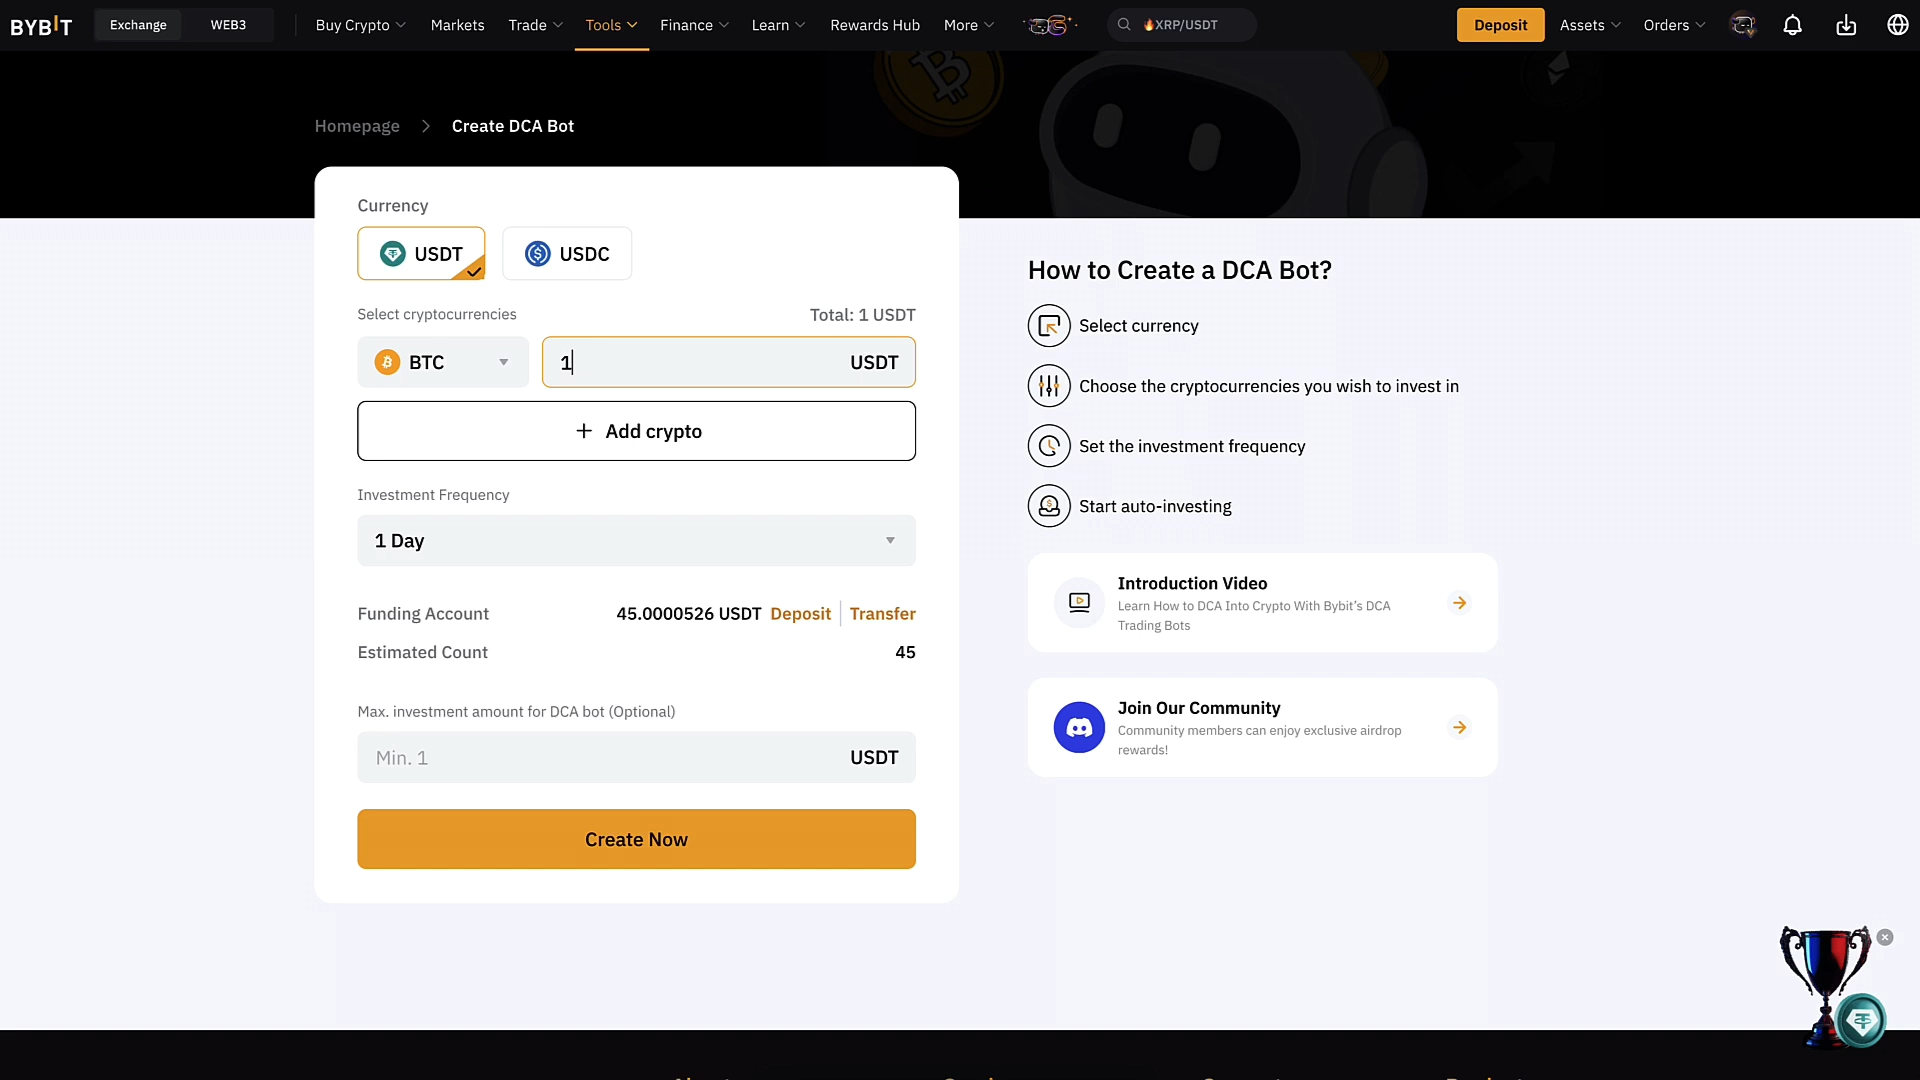 BYBIT
Exchange
WEB3
Buy Crypto
Markets
Trade
Tools
Finance
Learn
Rewards Hub
More
XRP/USDT
Deposit
Assets
Orders
Homepage
Create DCA Bot
Currency
USDT
USDC
Select cryptocurrencies
Total: 1 USDT
BTC
1
USDT
+ Add crypto
Investment Frequency
1 Day
Funding Account
45.0000526 USDT
Deposit
Transfer
Estimated Count
45
Max. investment amount for DCA bot (Optional)
Min. 1
USDT
Create Now
How to Create a DCA Bot?
Select currency
Choose the cryptocurrencies you wish to invest in
Set the investment frequency
Start auto-investing
Introduction Video
Learn How to DCA Into Crypto With Bybit's DCA
Trading Bots
Join Our Community
Community members can enjoy exclusive airdrop
rewards!